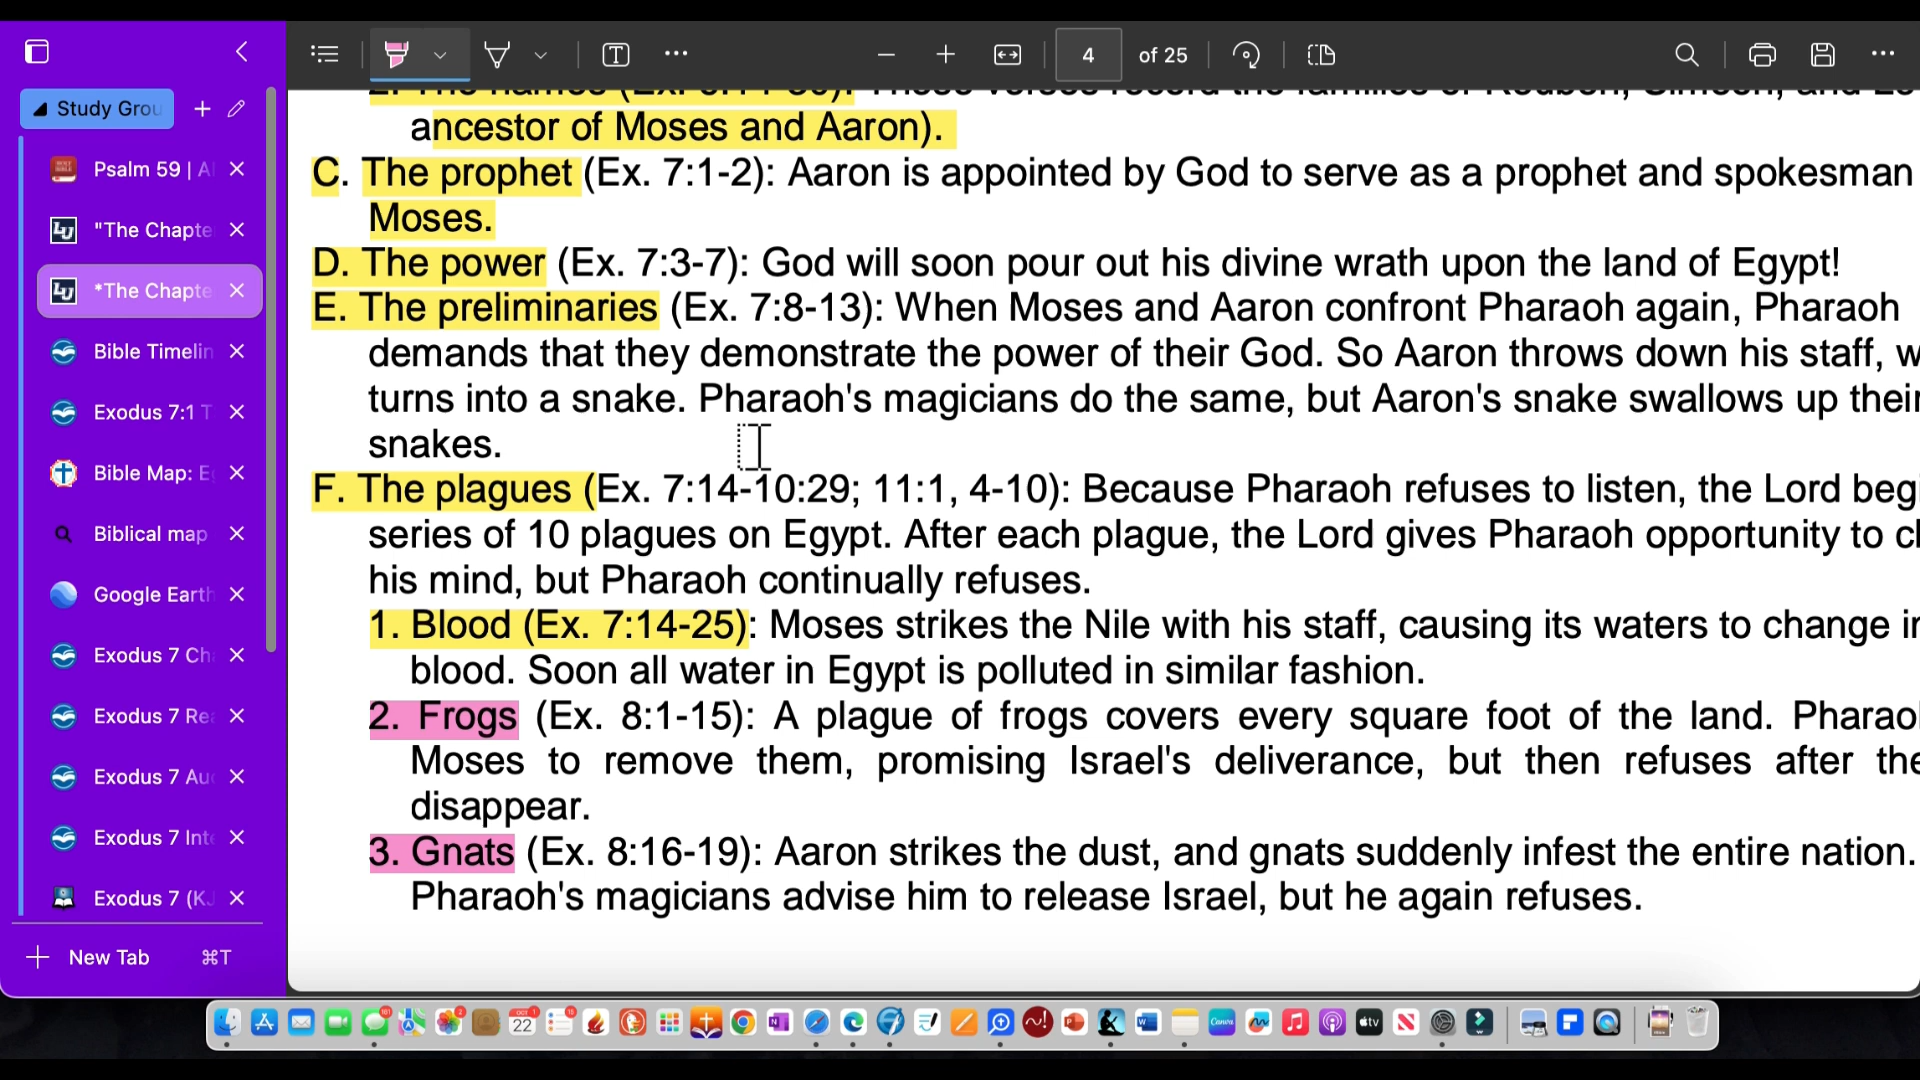 4 of 25
Study Grou
Psalm 59 | A
"The Chapte
*The Chapte
Bible Timelin
Exodus 7:1 T
Bible Map: E
Biblical map
Google Earth
Exodus 7 Ch
Exodus 7 Re
Exodus 7 Au
Exodus 7 Inte
Exodus 7 (KJ
New Tab ⌘T
ancestor of Moses and Aaron).
C. The prophet (Ex. 7:1-2): Aaron is appointed by God to serve as a prophet and spokesman
Moses.
D. The power (Ex. 7:3-7): God will soon pour out his divine wrath upon the land of Egypt!
E. The preliminaries (Ex. 7:8-13): When Moses and Aaron confront Pharaoh again, Pharaoh
demands that they demonstrate the power of their God. So Aaron throws down his staff, w
turns into a snake. Pharaoh's magicians do the same, but Aaron's snake swallows up their
snakes.
F. The plagues (Ex. 7:14-10:29; 11:1, 4-10): Because Pharaoh refuses to listen, the Lord beg
series of 10 plagues on Egypt. After each plague, the Lord gives Pharaoh opportunity to c
his mind, but Pharaoh continually refuses.
1. Blood (Ex. 7:14-25): Moses strikes the Nile with his staff, causing its waters to change i
blood. Soon all water in Egypt is polluted in similar fashion.
2. Frogs (Ex. 8:1-15): A plague of frogs covers every square foot of the land. Pharao
Moses to remove them, promising Israel's deliverance, but then refuses after the
disappear.
3. Gnats (Ex. 8:16-19): Aaron strikes the dust, and gnats suddenly infest the entire nation.
Pharaoh's magicians advise him to release Israel, but he again refuses.
OCT
22
Canva
tv